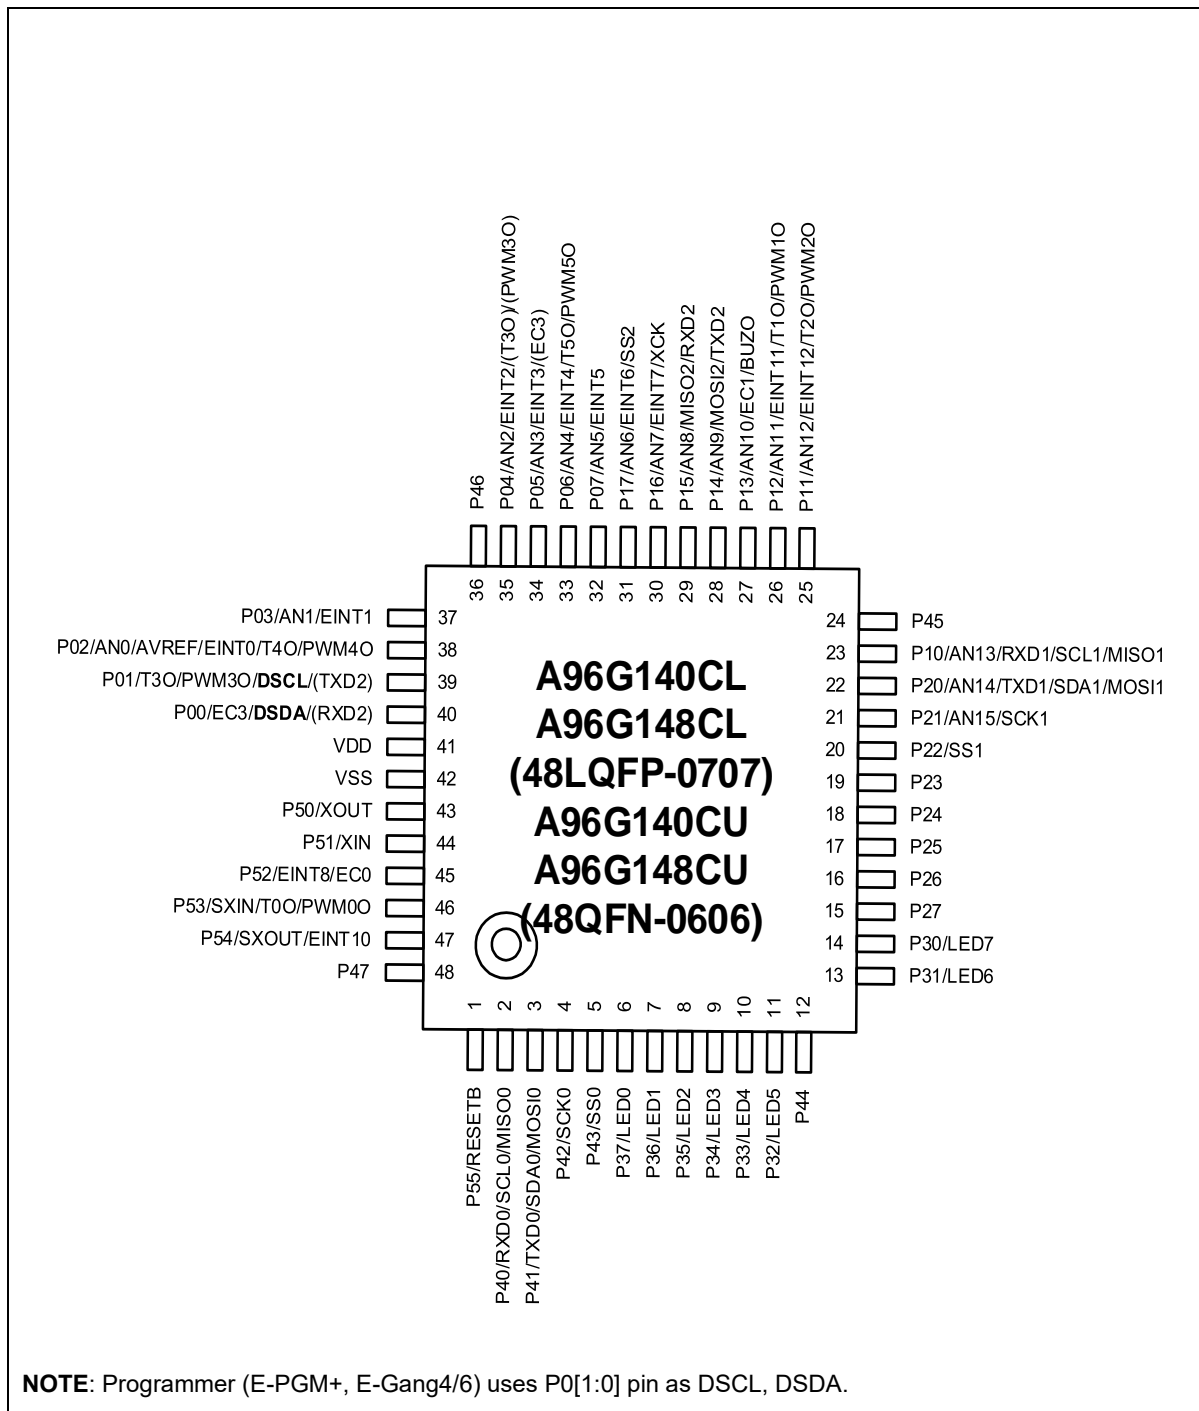 P46
P04/AN2/EINT2/(T3O)/(PWM3O)
P05/AN3/EINT3/(EC3)
P06/AN4/EINT4/T5O/PWM5O
P07/AN5/EINT5
P17/AN6/EINT6/SS2
P16/AN7/EINT7/XCK
P15/AN8/MISO2/RXD2
P14/AN9/MOSI2/TXD2
P13/AN10/EC1/BUZO
P12/AN11/EINT11/T1O/PWM1O
P11/AN12/EINT12/T2O/PWM2O
36
35
34
33
32
31
30
29
28
27
26
25
P03/AN1/EINT1 37
P02/AN0/AVREF/EINT0/T4O/PWM4O 38
P01/T3O/PWM3O/DSCL/(TXD2) 39
P00/EC3/DSDA/(RXD2) 40
VDD 41
VSS 42
P50/XOUT 43
P51/XIN 44
P52/EINT8/EC0 45
P53/SXIN/T0O/PWM0O 46
P54/SXOUT/EINT10 47
P47 48
A96G140CL
A96G148CL
(48LQFP-0707)
A96G140CU
A96G148CU
(48QFN-0606)
24 P45
23 P10/AN13/RXD1/SCL1/MISO1
22 P20/AN14/TXD1/SDA1/MOSI1
21 P21/AN15/SCK1
20 P22/SS1
19 P23
18 P24
17 P25
16 P26
15 P27
14 P30/LED7
13 P31/LED6
1
2
3
4
5
6
7
8
9
10
11
12
P55/RESETB
P40/RXD0/SCL0/MISO0
P41/TXD0/SDA0/MOSI0
P42/SCK0
P43/SS0
P37/LED0
P36/LED1
P35/LED2
P34/LED3
P33/LED4
P32/LED5
P44
NOTE: Programmer (E-PGM+, E-Gang4/6) uses P0[1:0] pin as DSCL, DSDA.